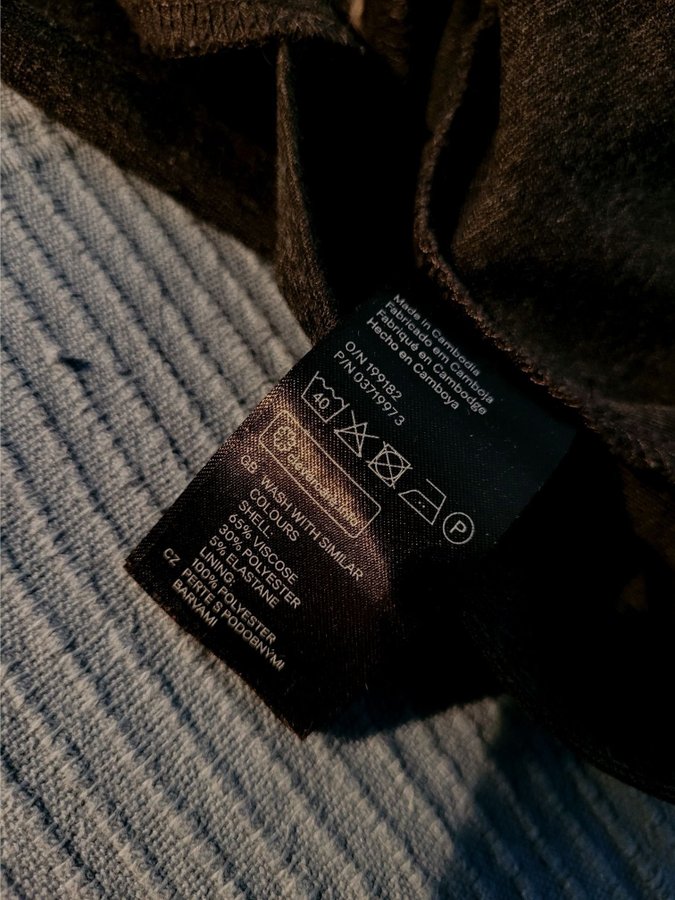 Made in Cambodia
Fabricado em Camboja
Fabriqué en Cambodge
Hecho en Camboya
O/N 199182
P/N 0371997.3
40
P
GB WASH WITH SIMILAR
COLOURS
SHELL:
65% VISCOSE
30% POLYESTER
5% ELASTANE
LINING:
100% POLYESTER
CZ PERTE S PODOBNÝMI
BARVAMI